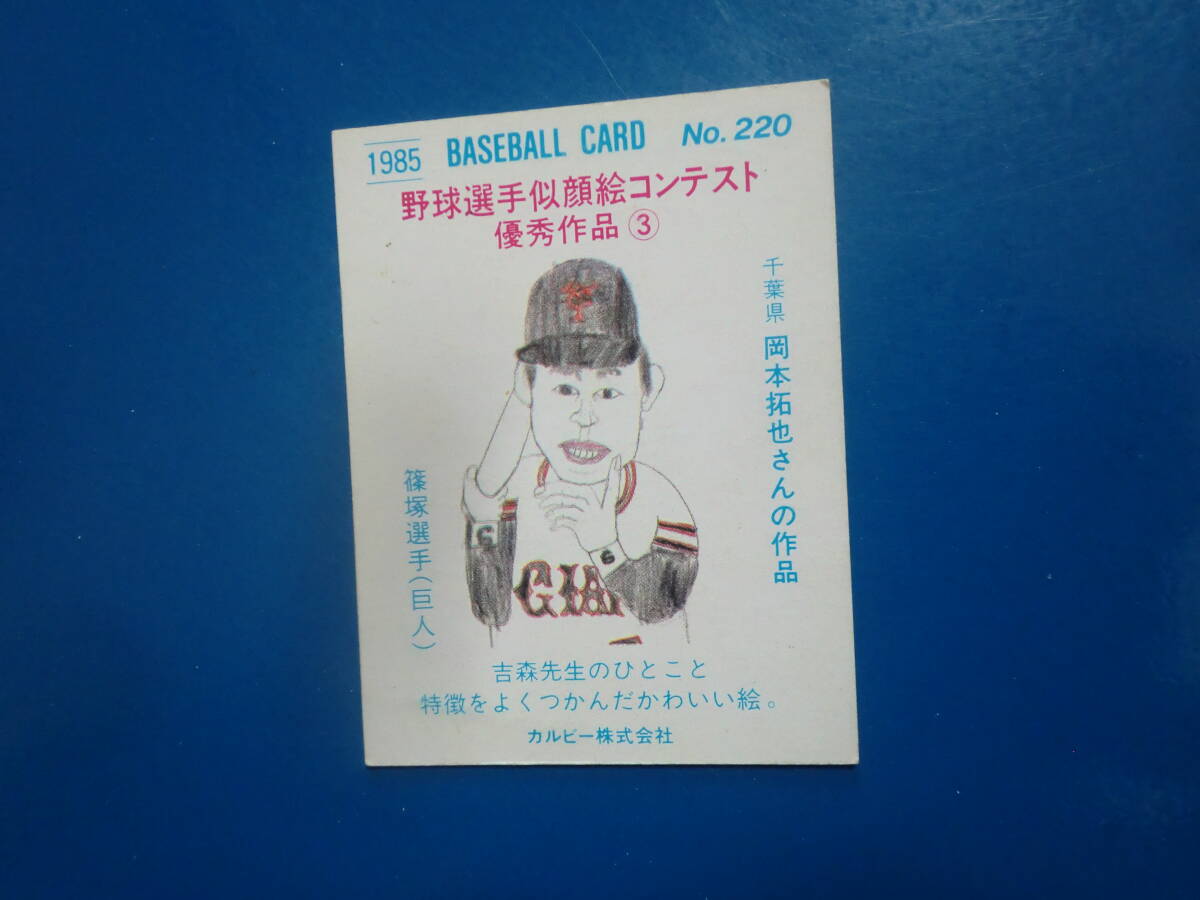 1985 BASEBALL CARD No. 220
野球選手似顔絵コンテスト
優秀作品③
千葉県 岡本拓也さんの作品
篠塚選手(巨人)
YG
6
6
GIA
吉森先生のひとこと
特徴をよくつかんだかわいい絵。
カルビー株式会社